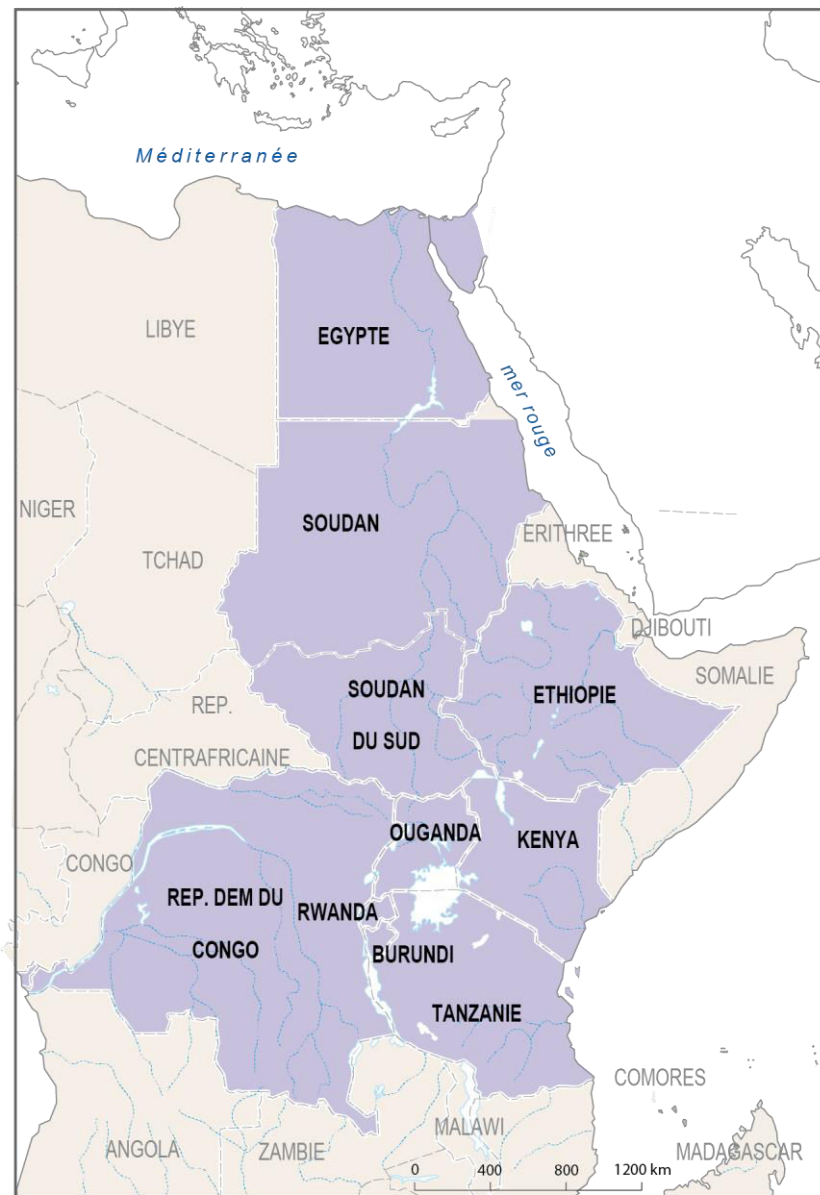 Méditerranée
LIBYE
EGYPTE
mer rouge
NIGER
TCHAD
SOUDAN
ERITHREE
DJIBOUTI
SOMALIE
REP.
CENTRAFRICAINE
SOUDAN
DU SUD
ETHIOPIE
CONGO
OUGANDA
KENYA
REP. DEM DU
CONGO
RWANDA
BURUNDI
TANZANIE
COMORES
ANGOLA
ZAMBIE
MALAWI
MADAGASCAR
0 400 800 1200 km